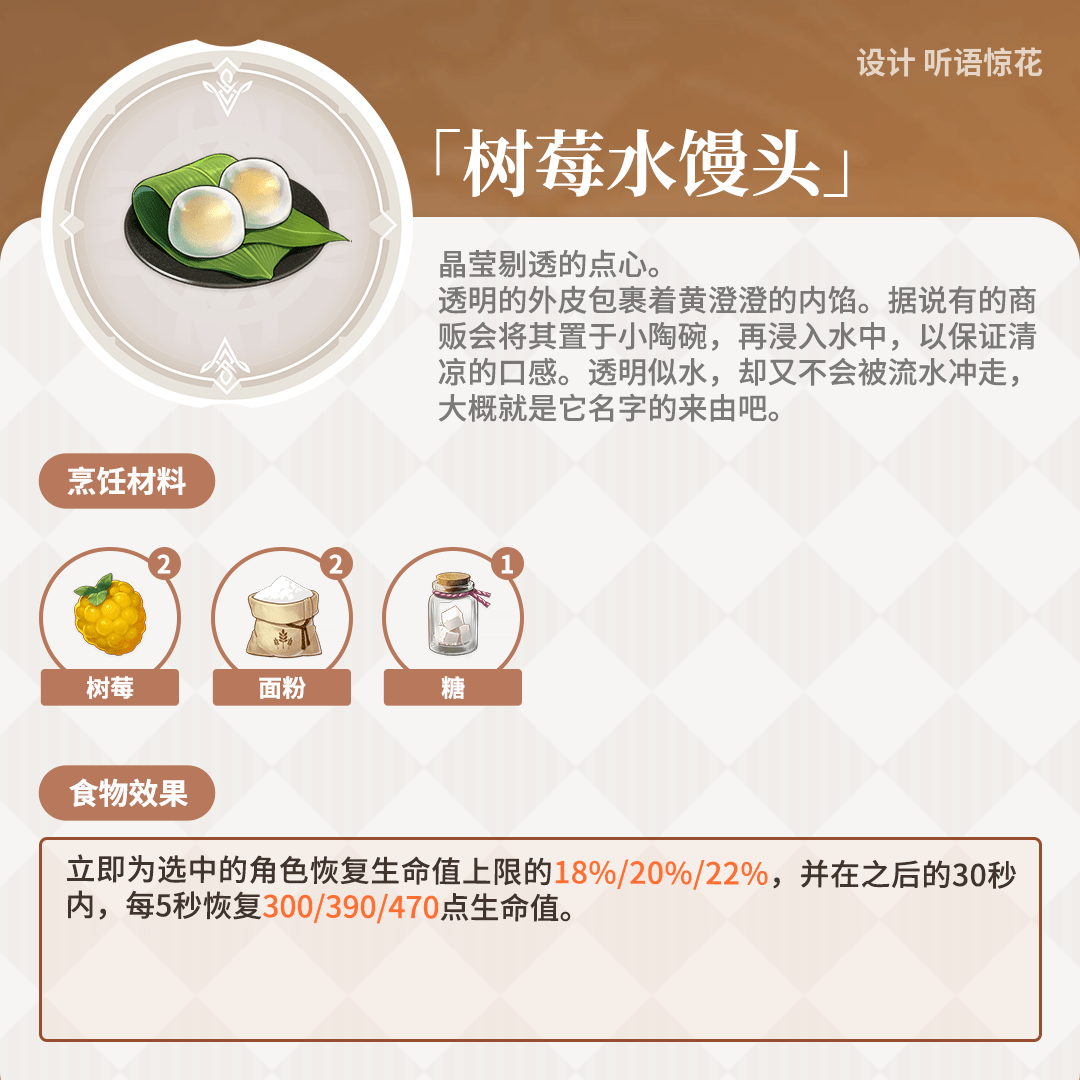 设计 听语惊花
「树莓水馒头」
晶莹剔透的点心。
透明的外皮包裹着黄澄澄的内馅。据说有的商
贩会将其置于小陶碗，再浸入水中，以保证清
凉的口感。透明似水，却又不会被流水冲走，
大概就是它名字的来由吧。
烹饪材料
2
2
1
树莓
面粉
糖
食物效果
立即为选中的角色恢复生命值上限的18%/20%/22%，并在之后的30秒
内，每5秒恢复300/390/470点生命值。